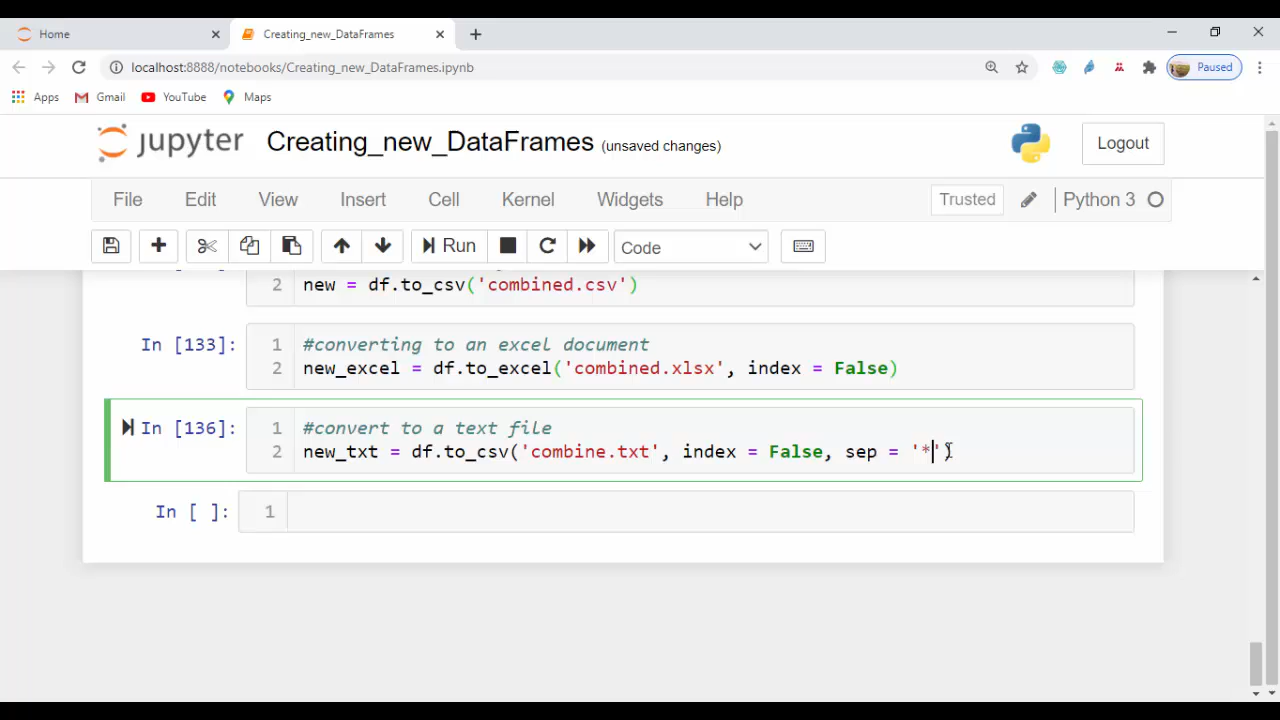 Home
Creating_new_DataFrames
localhost:8888/notebooks/Creating_new_DataFrames.ipynb
Paused
Apps Gmail YouTube Maps
jupyter Creating_new_DataFrames (unsaved changes)
Logout
File Edit View Insert Cell Kernel Widgets Help Trusted Python 3
Run Code
2 new = df.to_csv('combined.csv')
In [133]: 1 #converting to an excel document
2 new_excel = df.to_excel('combined.xlsx', index = False)
In [136]: 1 #convert to a text file
2 new_txt = df.to_csv('combine.txt', index = False, sep = '*')
In [ ]: 1